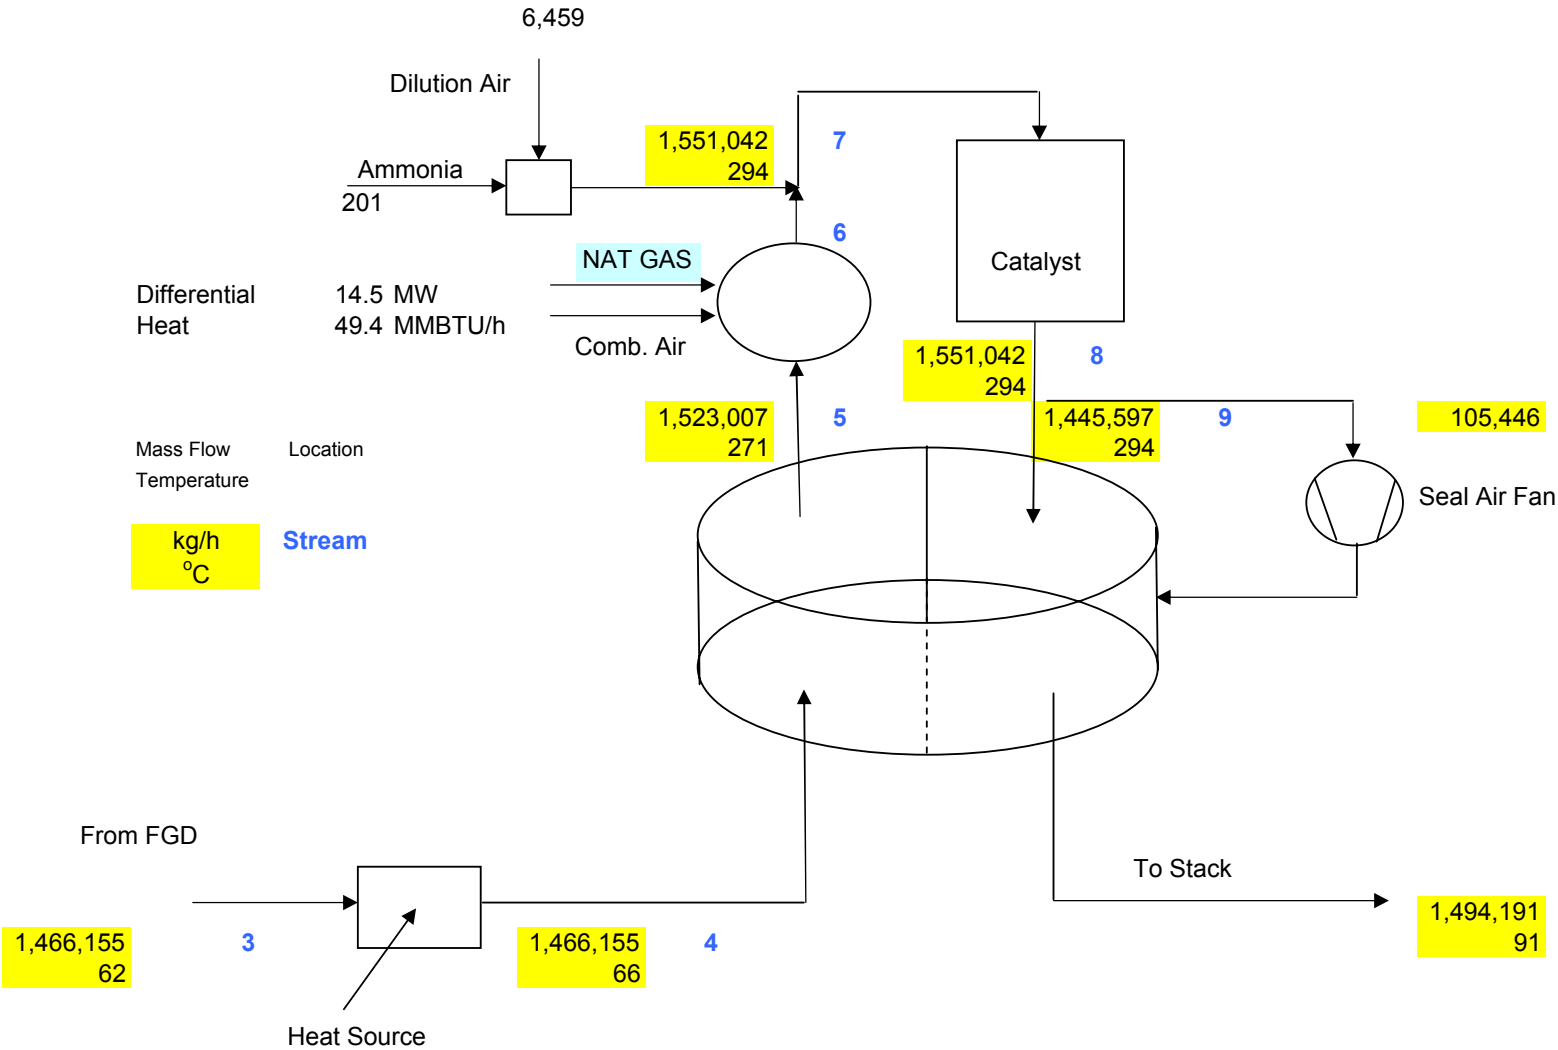 6,459
Dilution Air
1,551,042
294
7
Ammonia
201
6
NAT GAS
Catalyst
Differential 14.5 MW
Heat 49.4 MMBTU/h
Comb. Air
1,551,042
294
8
1,523,007
271
5
1,445,597
294
9
105,446
Mass Flow Location
Temperature
Seal Air Fan
kg/h
°C
Stream
From FGD
To Stack
1,466,155
62
3
1,466,155
66
4
1,494,191
91
Heat Source